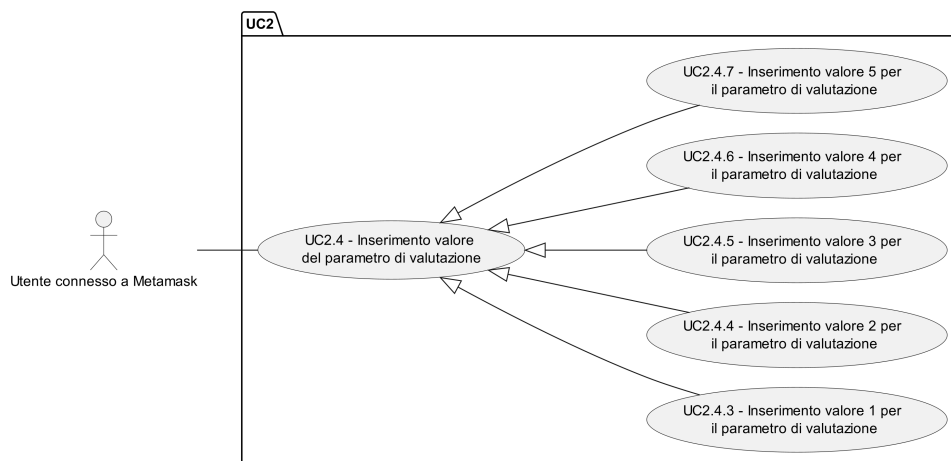 UC2
UC2.4.7 - Inserimento valore 5 per
il parametro di valutazione
UC2.4.6 - Inserimento valore 4 per
il parametro di valutazione
Utente connesso a Metamask
UC2.4 - Inserimento valore
del parametro di valutazione
UC2.4.5 - Inserimento valore 3 per
il parametro di valutazione
UC2.4.4 - Inserimento valore 2 per
il parametro di valutazione
UC2.4.3 - Inserimento valore 1 per
il parametro di valutazione